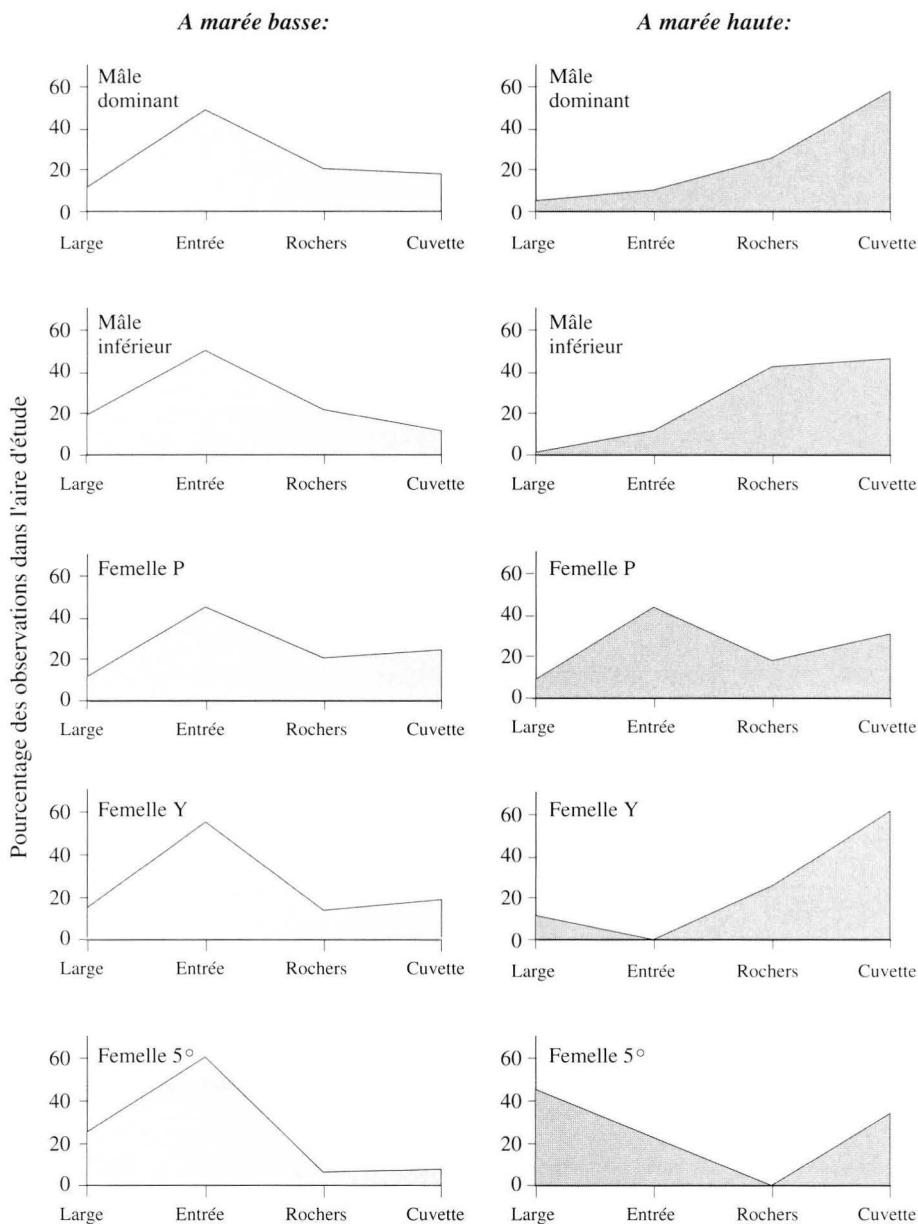 A marée basse:
A marée haute:
Pourcentage des observations dans l'aire d'étude
Mâle
dominant
60
40
20
0
Large Entrée Rochers Cuvette
Mâle
dominant
60
40
20
0
Large Entrée Rochers Cuvette
Mâle
inférieur
60
40
20
0
Large Entrée Rochers Cuvette
Mâle
inférieur
60
40
20
0
Large Entrée Rochers Cuvette
Femelle P
60
40
20
0
Large Entrée Rochers Cuvette
Femelle P
60
40
20
0
Large Entrée Rochers Cuvette
Femelle Y
60
40
20
0
Large Entrée Rochers Cuvette
Femelle Y
60
40
20
0
Large Entrée Rochers Cuvette
Femelle 5°
60
40
20
0
Large Entrée Rochers Cuvette
Femelle 5°
60
40
20
0
Large Entrée Rochers Cuvette